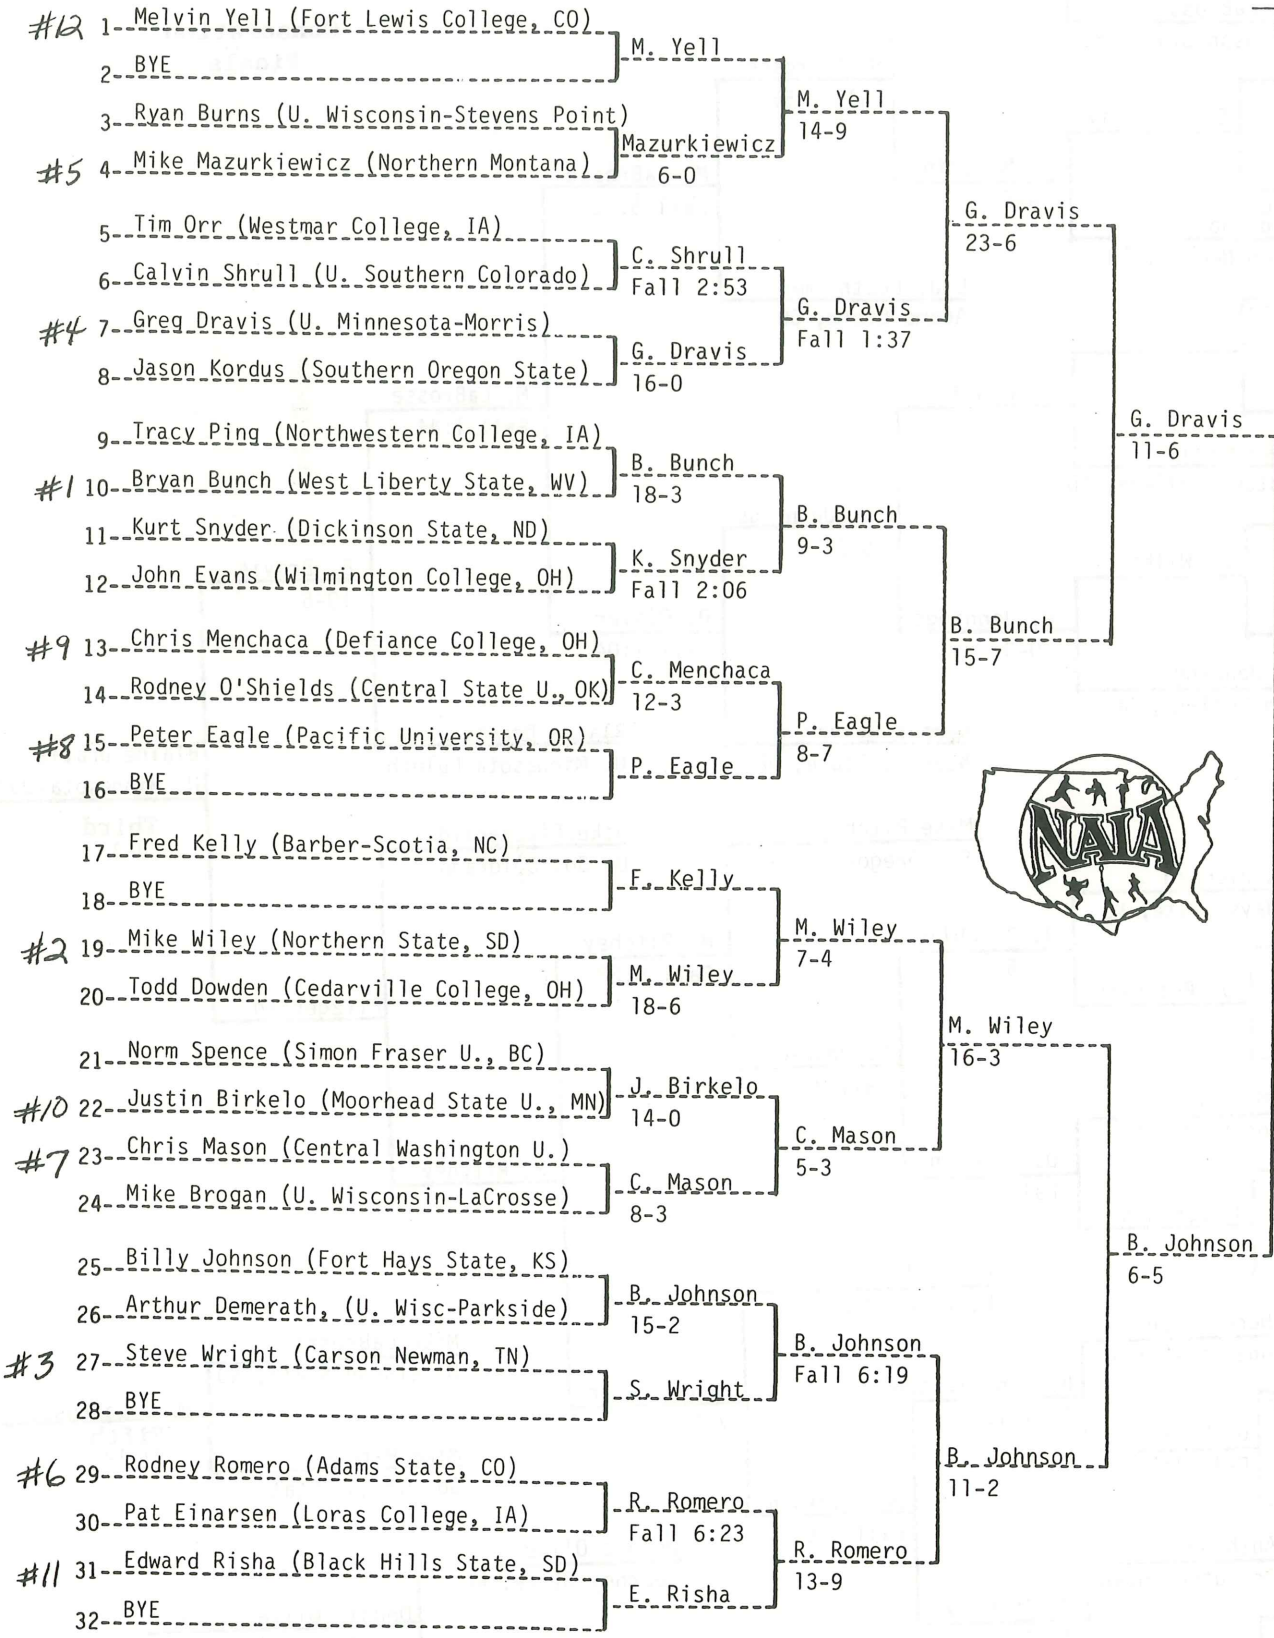 #12 1 Melvin Yell (Fort Lewis College, CO)
M. Yell
2 BYE
M. Yell
14-9
3 Ryan Burns (U. Wisconsin-Stevens Point)
Mazurkiewicz
6-0
#5 4 Mike Mazurkiewicz (Northern Montana)
G. Dravis
23-6
5 Tim Orr (Westmar College, IA)
C. Shrull
Fall 2:53
6 Calvin Shrull (U. Southern Colorado)
G. Dravis
Fall 1:37
#4 7 Greg Dravis (U. Minnesota-Morris)
G. Dravis
16-0
8 Jason Kordus (Southern Oregon State)
G. Dravis
11-6
9 Tracy Ping (Northwestern College, IA)
B. Bunch
18-3
#1 10 Bryan Bunch (West Liberty State, WV)
B. Bunch
9-3
11 Kurt Snyder (Dickinson State, ND)
K. Snyder
Fall 2:06
12 John Evans (Wilmington College, OH)
B. Bunch
15-7
#9 13 Chris Menchaca (Defiance College, OH)
C. Menchaca
12-3
14 Rodney O'Shields (Central State U., OK)
P. Eagle
8-7
#8 15 Peter Eagle (Pacific University, OR)
P. Eagle
16 BYE
NAIA
17 Fred Kelly (Barber-Scotia, NC)
F. Kelly
18 BYE
M. Wiley
7-4
#2 19 Mike Wiley (Northern State, SD)
M. Wiley
18-6
20 Todd Dowden (Cedarville College, OH)
M. Wiley
16-3
21 Norm Spence (Simon Fraser U., BC)
J. Birkelo
14-0
#10 22 Justin Birkelo (Moorhead State U., MN)
C. Mason
5-3
#7 23 Chris Mason (Central Washington U.)
C. Mason
8-3
24 Mike Brogan (U. Wisconsin-LaCrosse)
B. Johnson
6-5
25 Billy Johnson (Fort Hays State, KS)
B. Johnson
15-2
26 Arthur Demerath, (U. Wisc-Parkside)
B. Johnson
Fall 6:19
#3 27 Steve Wright (Carson Newman, TN)
S. Wright
28 BYE
B. Johnson
11-2
#6 29 Rodney Romero (Adams State, CO)
R. Romero
Fall 6:23
30 Pat Einarsen (Loras College, IA)
R. Romero
13-9
#11 31 Edward Risha (Black Hills State, SD)
E. Risha
32 BYE